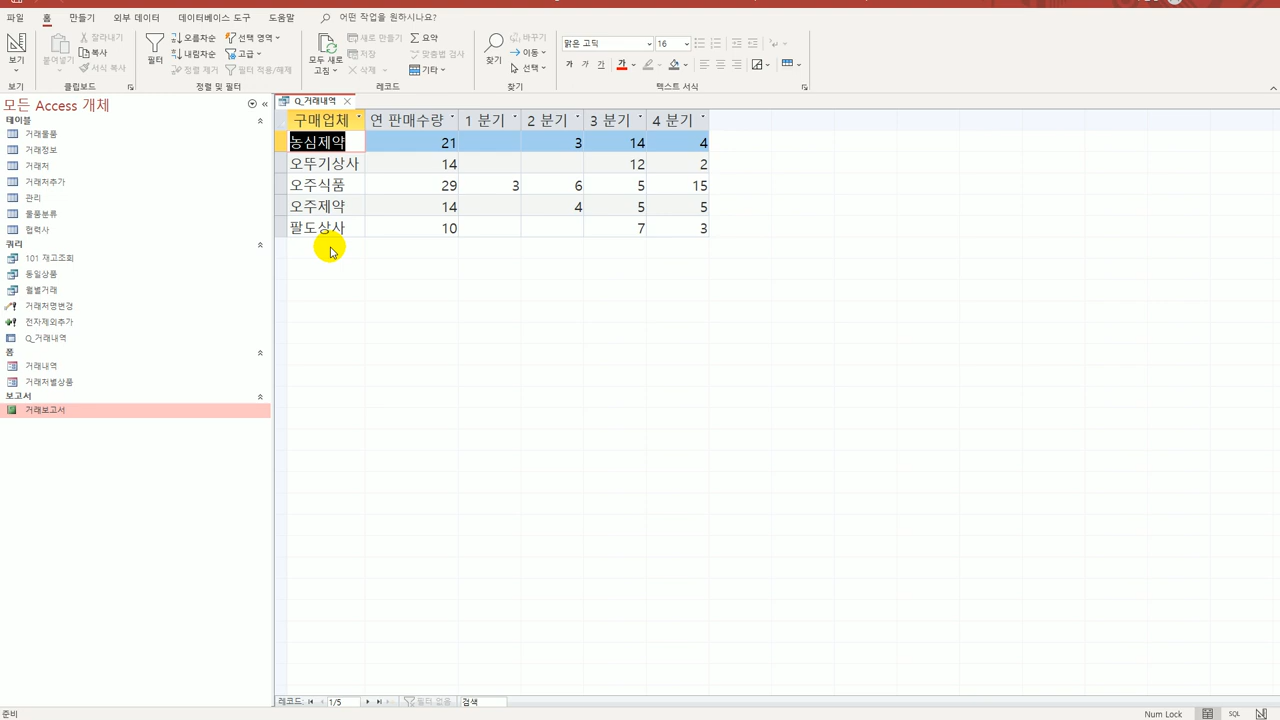 파일 홈 만들기 외부 데이터 데이터베이스 도구 도움말 어떤 작업을 원하시나요?
보기
붙여넣기
잘라내기
복사
서식 복사
필터
오름차순
내림차순
정렬 제거
선택 영역
고급
필터 적용/해제
모두 새로 고침
새로 만들기
저장
삭제
요약
맞춤법 검사
기타
찾기
바꾸기
이동
선택
맑은 고딕 16
가 가 가 가
보기 클립보드 정렬 및 필터 레코드 찾기 텍스트 서식
모든 Access 개체
테이블
거래물품
거래정보
거래처
거래처추가
관리
물품분류
협력사
쿼리
101 재고조회
동일상품
월별거래
거래처명변경
전자제외추가
Q_거래내역
폼
거래내역
거래처별상품
보고서
거래보고서
Q_거래내역
구매업체 연 판매수량 1 분기 2 분기 3 분기 4 분기
농심제약 21 3 14 4
오뚜기상사 14 12 2
오주식품 29 3 6 5 15
오주제약 14 4 5 5
팔도상사 10 7 3
레코드: 1/5 필터 없음 검색
준비 Num Lock SQL